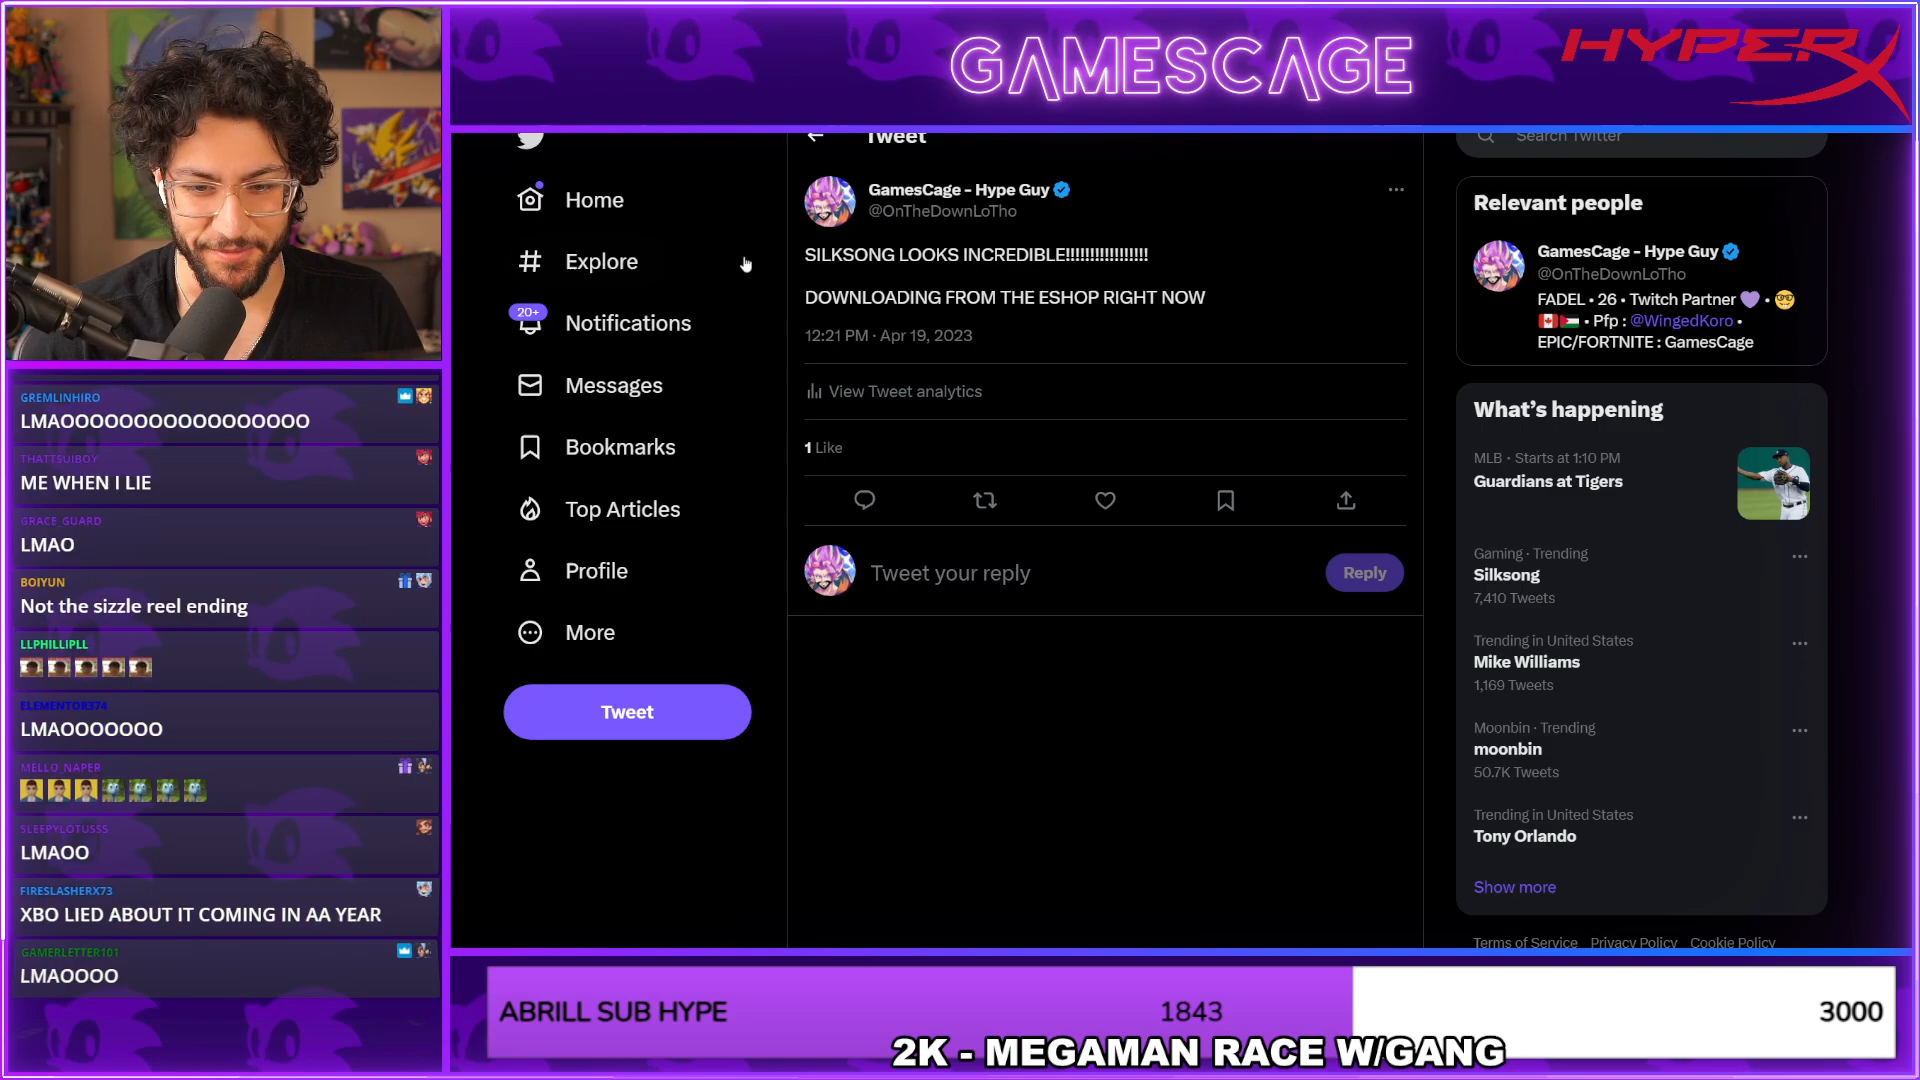 GAMESCAGE
HYPERX
GREMLINHIRO
LMAOOOOOOOOOOOOOOOOO
THATTSUIBOY
ME WHEN I LIE
GRACE_GUARD
LMAO
BOIYUN
Not the sizzle reel ending
LLPHILLIPLL
ELEMENTOR374
LMAOOOOOOO
MELLO_NAPER
SLEEPYLOTUSSS
LMAOO
FIRESLASHERX73
XBO LIED ABOUT IT COMING IN AA YEAR
GAMERLETTER101
LMAOOOO
Home
Explore
20+
Notifications
Messages
Bookmarks
Top Articles
Profile
More
Tweet
Tweet
GamesCage - Hype Guy
@OnTheDownLoTho
SILKSONG LOOKS INCREDIBLE!!!!!!!!!!!!!!!!!
DOWNLOADING FROM THE ESHOP RIGHT NOW
12:21 PM · Apr 19, 2023
View Tweet analytics
1 Like
Tweet your reply
Reply
Search Twitter
Relevant people
GamesCage - Hype Guy
@OnTheDownLoTho
FADEL • 26 • Twitch Partner 💜 • 🤓
🇨🇦🇵🇸 • Pfp : @WingedKoro •
EPIC/FORTNITE : GamesCage
What's happening
MLB · Starts at 1:10 PM
Guardians at Tigers
Gaming · Trending
Silksong
7,410 Tweets
Trending in United States
Mike Williams
1,169 Tweets
Moonbin · Trending
moonbin
50.7K Tweets
Trending in United States
Tony Orlando
Show more
Terms of Service Privacy Policy Cookie Policy
ABRILL SUB HYPE 1843 3000
2K - MEGAMAN RACE W/GANG